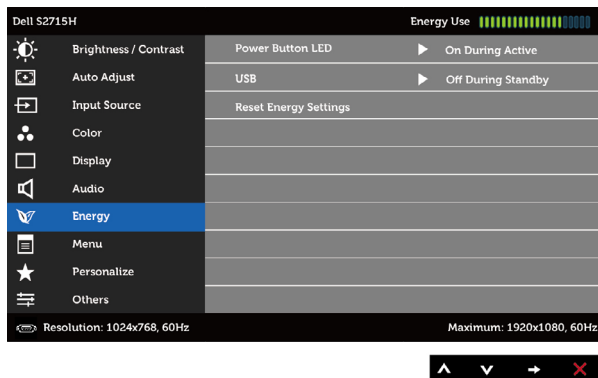 Dell S2715H Energy Use
Brightness / Contrast Power Button LED On During Active
Auto Adjust USB Off During Standby
Input Source Reset Energy Settings
Color
Display
Audio
Energy
Menu
Personalize
Others
Resolution: 1024x768, 60Hz Maximum: 1920x1080, 60Hz